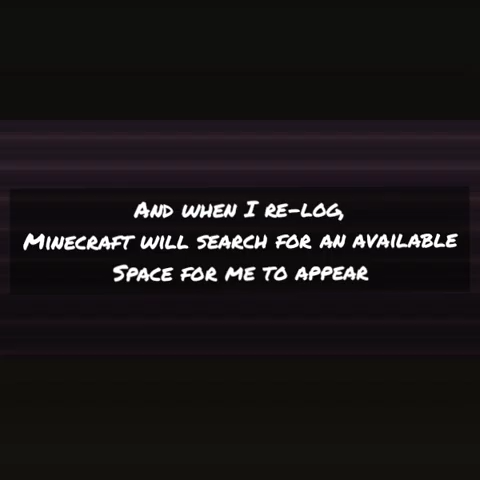 And when I re-log,
Minecraft will search for an available
Space for me to appear